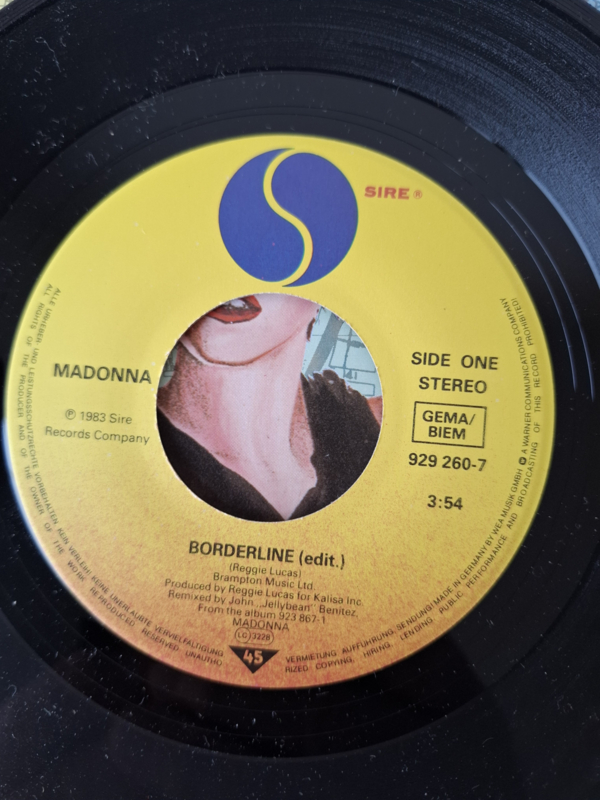 SIRE ®
MADONNA
℗ 1983 Sire
Records Company
SIDE ONE
STEREO
GEMA/
BIEM
929 260-7
3:54
BORDERLINE (edit.)
(Reggie Lucas)
Brampton Music Ltd.
Produced by Reggie Lucas for Kalisa Inc.
Remixed by John „Jellybean" Benitez
From the album 923 867-1
MADONNA
LC 3228
45
ALLE URHEBER- UND LEISTUNGSSCHUTZRECHTE VORBEHALTEN. KEIN VERLEIH! KEINE UNERLAUBTE VERVIELFÄLTIGUNG
VERMIETUNG AUFFÜHRUNG, SENDUNG! MADE IN GERMANY BY WEA MUSIK GMBH A WARNER COMMUNICATIONS COMPANY
ALL RIGHTS OF THE PRODUCER AND OF THE OWNER OF THE WORK REPRODUCED RESERVED. UNAUTHO
RIZED COPYING, HIRING, LENDING PUBLIC PERFORMANCE AND BROADCASTING OF THIS RECORD PROHIBITED!